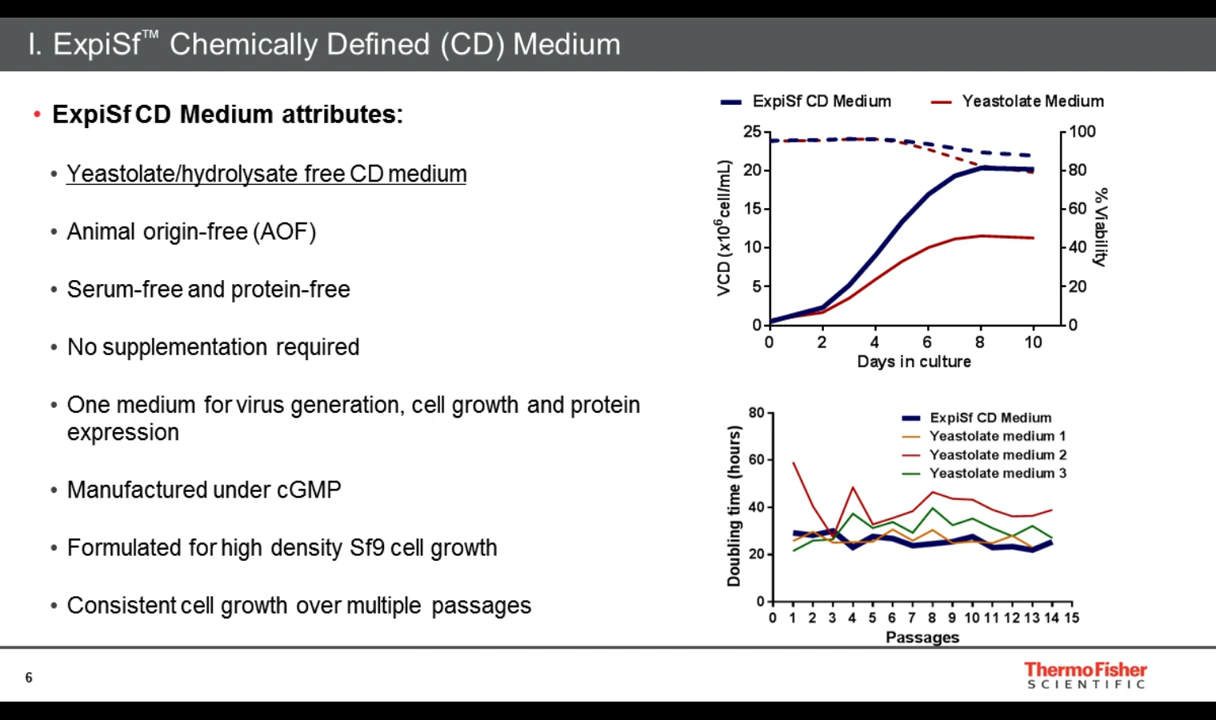 I. ExpiSf™ Chemically Defined (CD) Medium
• ExpiSf CD Medium attributes:
• Yeastolate/hydrolysate free CD medium
• Animal origin-free (AOF)
• Serum-free and protein-free
• No supplementation required
• One medium for virus generation, cell growth and protein
expression
• Manufactured under cGMP
• Formulated for high density Sf9 cell growth
• Consistent cell growth over multiple passages
ExpiSf CD Medium Yeastolate Medium
VCD (x10⁶cell/mL)
25
20
15
10
5
0
100
80
60
40
20
0
% Viability
0 2 4 6 8 10
Days in culture
ExpiSf CD Medium
Yeastolate medium 1
Yeastolate medium 2
Yeastolate medium 3
Doubling time (hours)
80
60
40
20
0
0 1 2 3 4 5 6 7 8 9 10 11 12 13 14 15
Passages
6
ThermoFisher
SCIENTIFIC